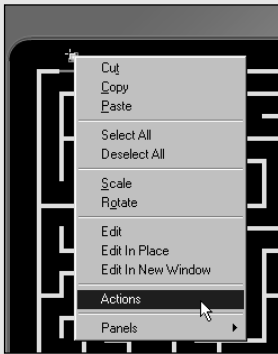 Cut
Copy
Paste
Select All
Deselect All
Scale
Rotate
Edit
Edit In Place
Edit In New Window
Actions
Panels